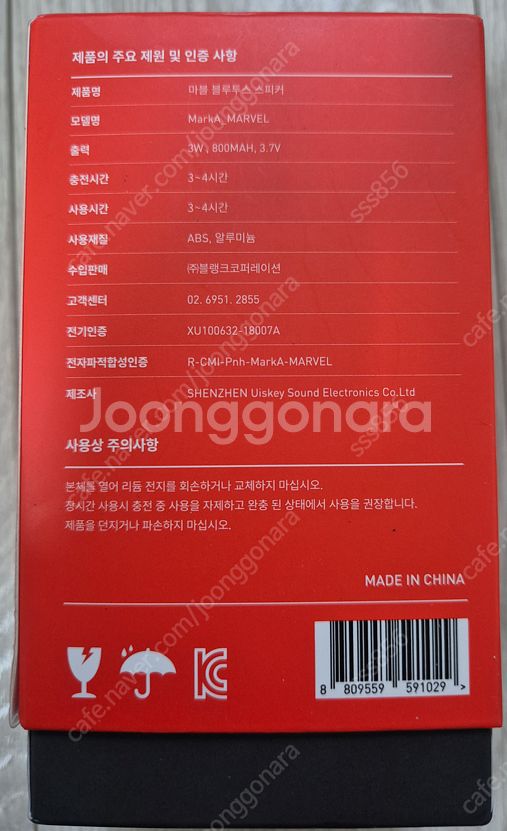 제품의 주요 제원 및 인증 사항
제품명 마블 블루투스 스피커
모델명 MarkA_MARVEL
출력 3W , 800MAH, 3.7V
충전시간 3~4시간
사용시간 3~4시간
사용재질 ABS, 알루미늄
수입판매 ㈜블랭크코퍼레이션
고객센터 02. 6951. 2855
전기인증 XU100632-18007A
전자파적합성인증 R-CMI-Pnh-MarkA-MARVEL
제조사 SHENZHEN Uiskey Sound Electronics Co.Ltd
Joonggonara
사용상 주의사항
본체를 열어 리튬 전지를 회손하거나 교체하지 마십시오.
장시간 사용시 충전 중 사용을 자제하고 완충 된 상태에서 사용을 권장합니다.
제품을 던지거나 파손하지 마십시오.
MADE IN CHINA
8 809559 591029 >
cafe.naver.com/joonggonara
sss856